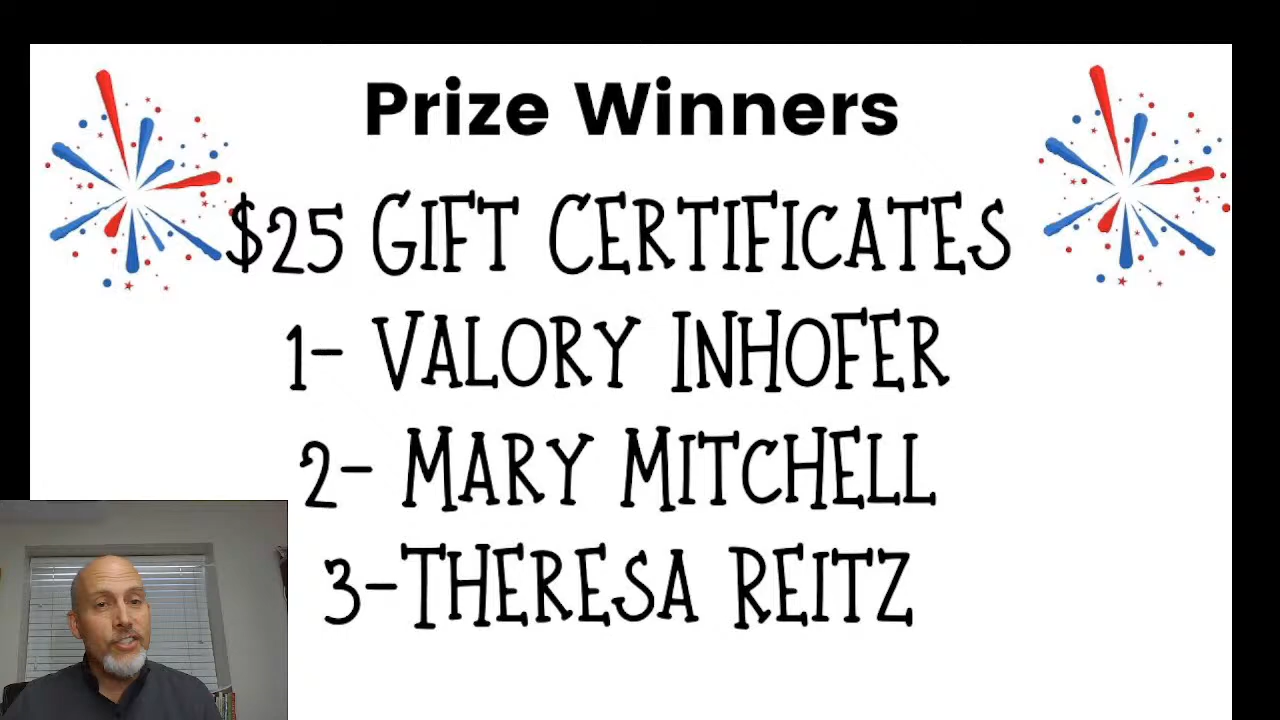 Prize Winners
$25 GIFT CERTIFICATES
1- VALORY INHOFER
2- MARY MITCHELL
3-THERESA REITZ